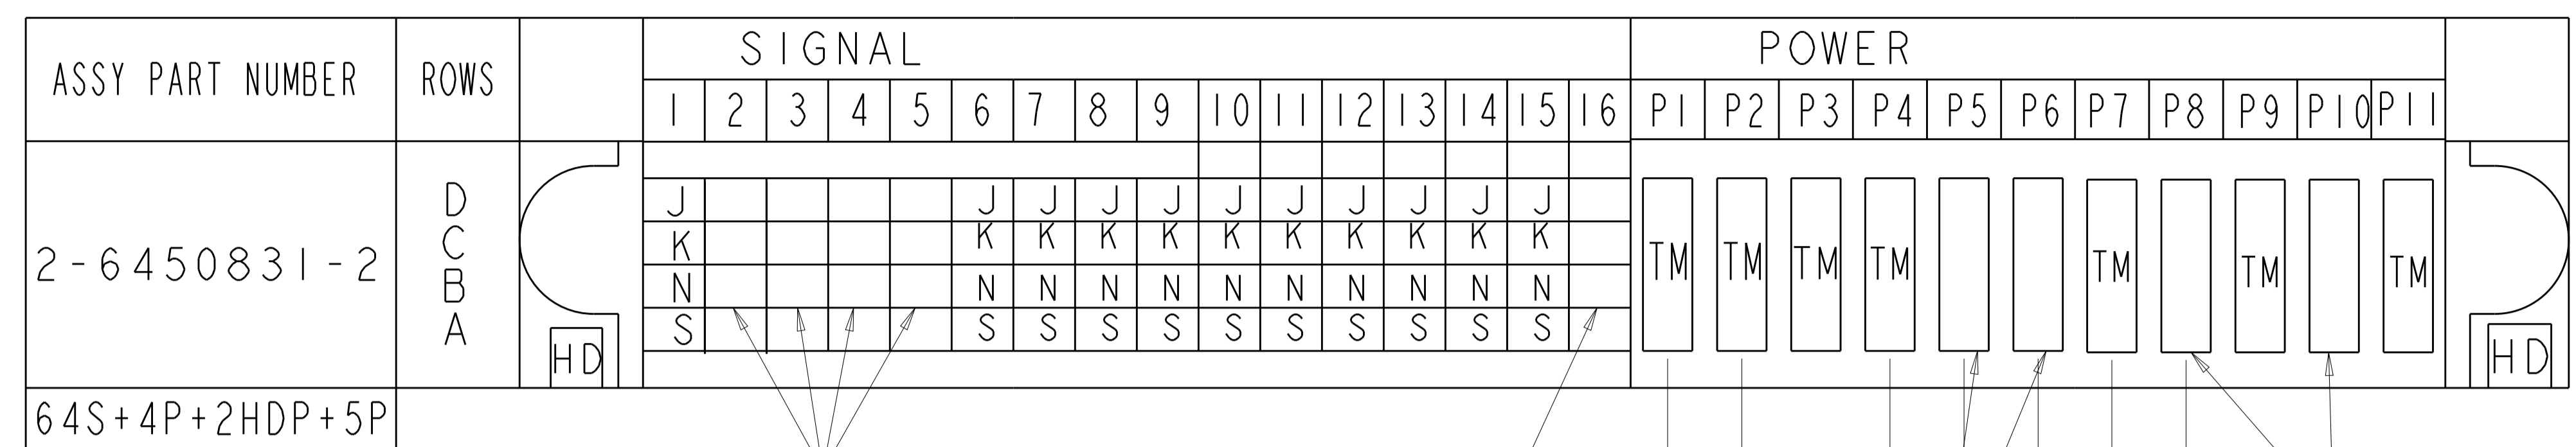 SIGNAL POWER
ASSY PART NUMBER ROWS
1 2 3 4 5 6 7 8 9 10 11 12 13 14 15 16 P1 P2 P3 P4 P5 P6 P7 P8 P9 P10 P11
D J J J J J J J J J J J
C K K K K K K K K K K K
2-6450831-2 TM TM TM TM TM TM TM
B N N N N N N N N N N N
A S S S S S S S S S S S
HD HD
64S+4P+2HDP+5P